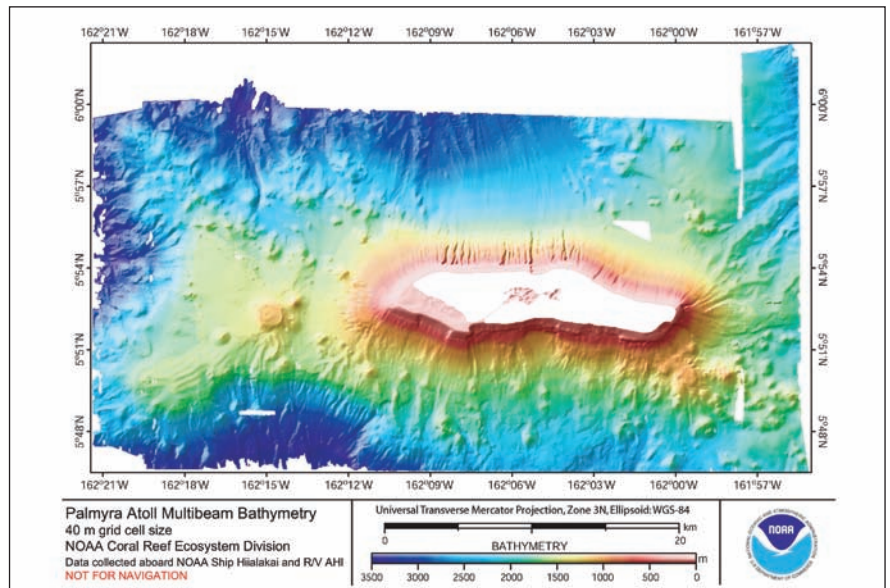 162°21'W 162°18'W 162°15'W 162°12'W 162°09'W 162°06'W 162°03'W 162°00'W 161°57'W
6°00'N 6°00'N
5°57'N 5°57'N
5°54'N 5°54'N
5°51'N 5°51'N
5°48'N 5°48'N
162°21'W 162°18'W 162°15'W 162°12'W 162°09'W 162°06'W 162°03'W 162°00'W 161°57'W
Palmyra Atoll Multibeam Bathymetry
40 m grid cell size
NOAA Coral Reef Ecosystem Division
Data collected aboard NOAA Ship Hiialakai and R/V AHI
NOT FOR NAVIGATION
Universal Transverse Mercator Projection, Zone 3N, Ellipsoid: WGS-84
km
0 20
BATHYMETRY
m
3500 3000 2500 2000 1500 1000 500 0
NOAA